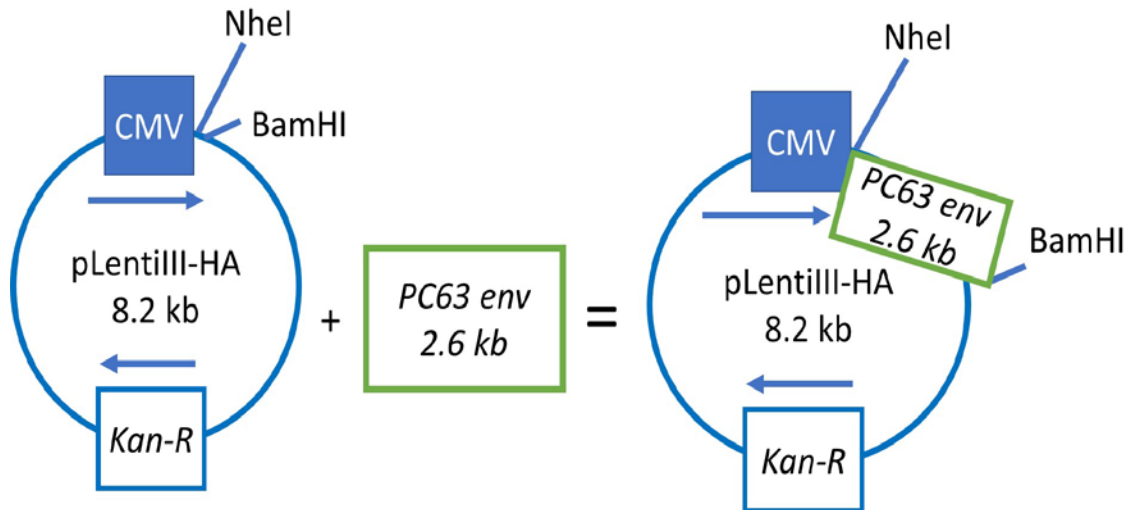 NheI
CMV
BamHI
pLentiIII-HA
8.2 kb
Kan-R
+
PC63 env
2.6 kb
=
NheI
CMV
PC63 env
2.6 kb
BamHI
pLentiIII-HA
8.2 kb
Kan-R